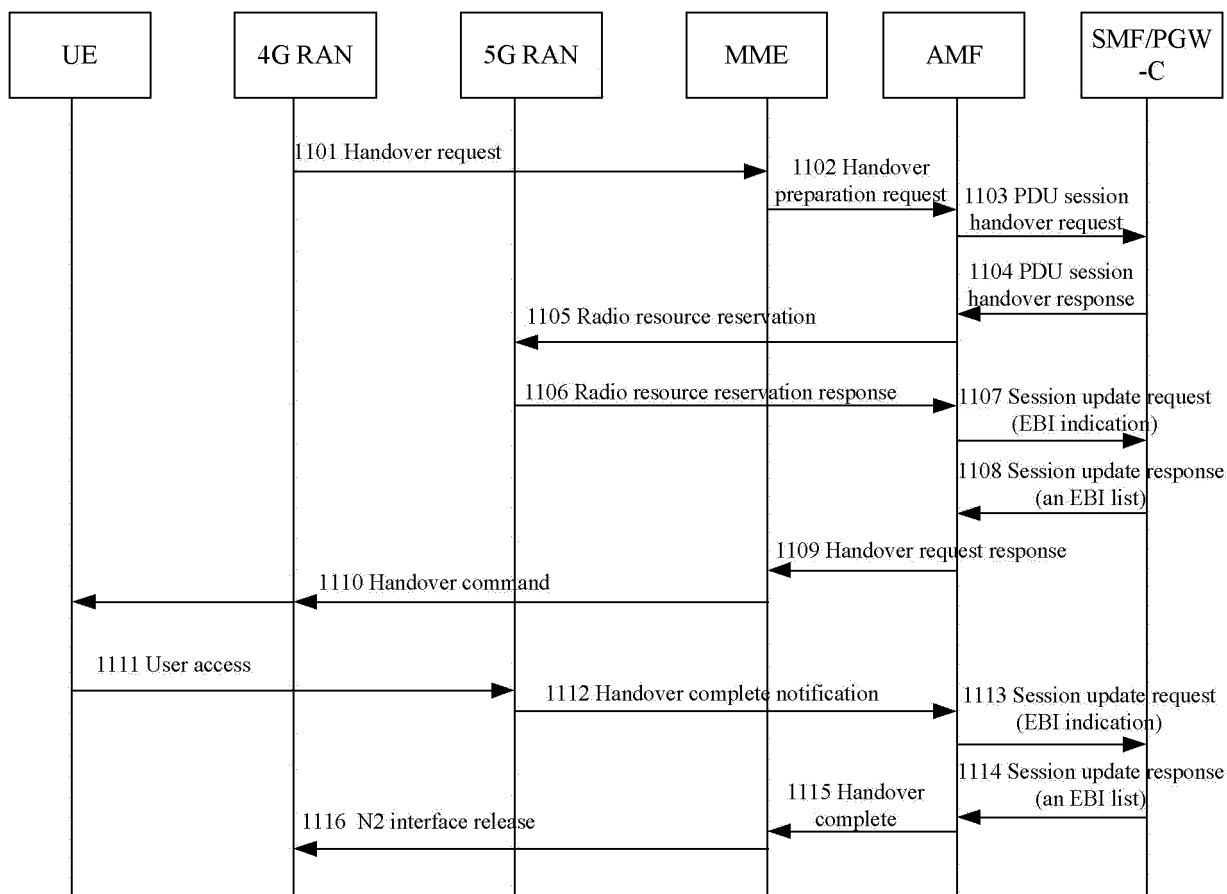 UE
4G RAN
5G RAN
MME
AMF
SMF/PGW
-C
1101 Handover request
1102 Handover
preparation request
1103 PDU session
handover request
1104 PDU session
handover response
1105 Radio resource reservation
1106 Radio resource reservation response
1107 Session update request
(EBI indication)
1108 Session update response
(an EBI list)
1109 Handover request response
1110 Handover command
1111 User access
1112 Handover complete notification
1113 Session update request
(EBI indication)
1114 Session update response
(an EBI list)
1115 Handover
complete
1116 N2 interface release